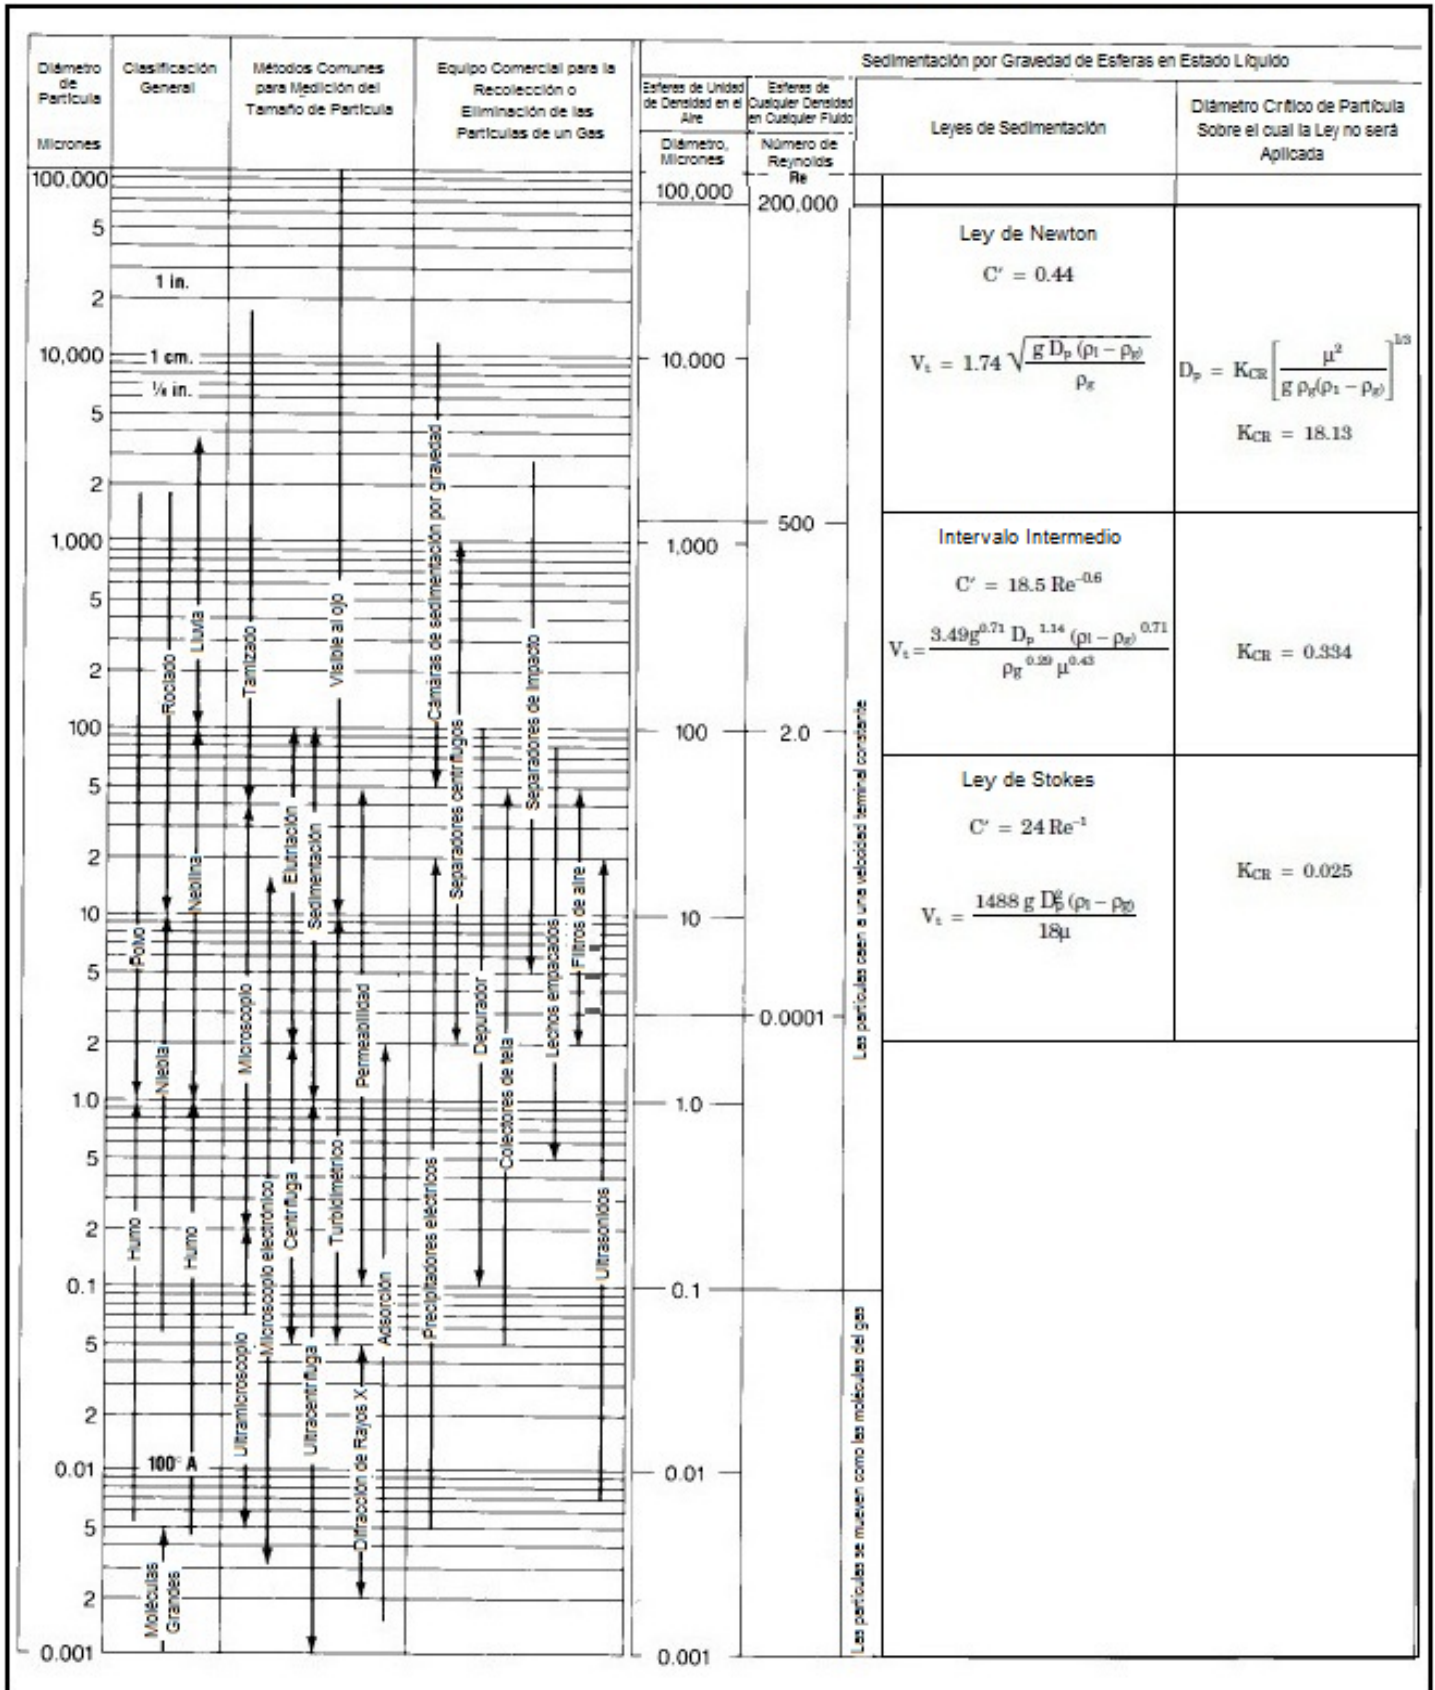 Diámetro
de
Partícula
Micrones
Clasificación
General
Métodos Comunes
para Medición del
Tamaño de Partícula
Equipo Comercial para la
Recolección o
Eliminación de las
Partículas de un Gas
Sedimentación por Gravedad de Esferas en Estado Líquido
Esferas de Unidad
de Densidad en el
Aire
Diámetro,
Micrones
Esferas de
Cualquier Densidad
en Cualquier Fluido
Número de
Reynolds
Re
Leyes de Sedimentación
Diámetro Crítico de Partícula
Sobre el cual la Ley no será
Aplicada
100.000
5
2
10,000
5
2
1.000
5
2
100
5
2
10
5
2
1.0
5
2
0.1
5
2
0.01
5
2
0.001
1 in.
1 cm.
⅛ in.
100° A
Polvo
Rociado
Lluvia
Neblina
Niebla
Humo
Humo
Moléculas
Grandes
Tamizado
Visible al ojo
Elutriación
Sedimentación
Microscopio
Permeabilidad
Centrífuga
Turbidimétrico
Microscopio electrónico
Ultramicroscopio
Ultracentrífuga
Adsorción
Difracción de Rayos X
Cámaras de sedimentación por gravedad
Separadores centrífugos
Separadores de Impacto
Filtros de aire
Lechos empacados
Depurador
Colectores de tela
Precipitadores eléctricos
Ultrasonidos
100,000
10.000
1,000
100
10
1.0
0.1
0.01
0.001
200,000
500
2.0
0.0001
Las partículas caen a una velocidad terminal constante
Las partículas se mueven como las moléculas del gas
Ley de Newton
C′ = 0.44
V_t = 1.74 √(g D_p (ρ_l − ρ_g) / ρ_g)
D_p = K_CR [μ² / (g ρ_g(ρ_l − ρ_g))]^1/3
K_CR = 18.13
Intervalo Intermedio
C′ = 18.5 Re^−0.6
V_t = 3.49g^0.71 D_p^1.14 (ρ_l − ρ_g)^0.71 / (ρ_g^0.29 μ^0.43)
K_CR = 0.334
Ley de Stokes
C′ = 24 Re^−1
V_t = 1488 g D_p² (ρ_l − ρ_g) / 18μ
K_CR = 0.025